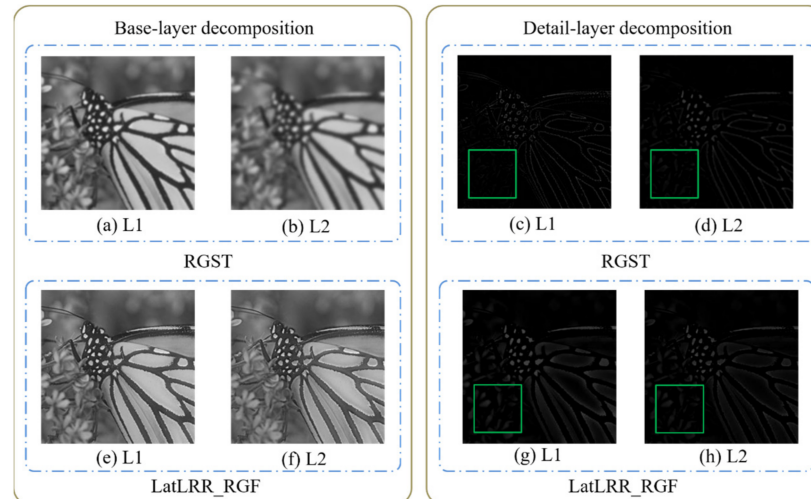 Base-layer decomposition
(a) L1
(b) L2
RGST
(e) L1
(f) L2
LatLRR_RGF
Detail-layer decomposition
(c) L1
(d) L2
RGST
(g) L1
(h) L2
LatLRR_RGF